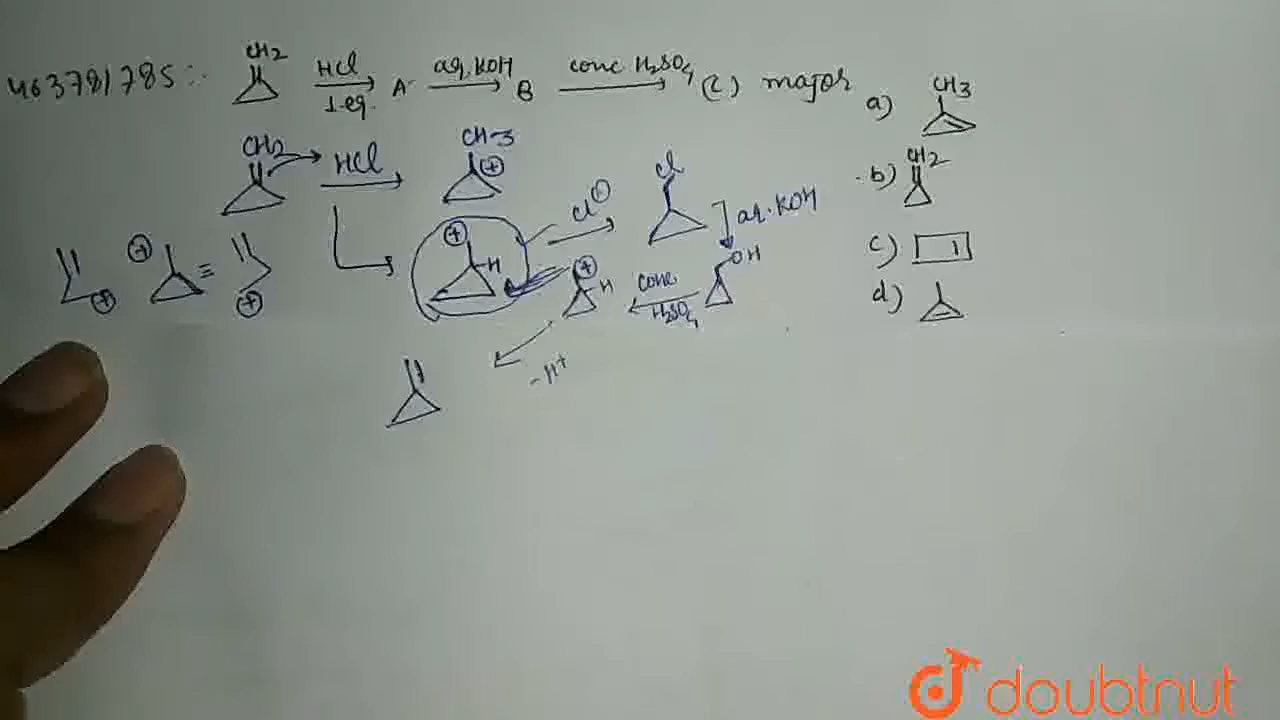 463781785 :- CH2 HCl 1.eq. A aq.KOH B conc H2SO4 (C) major
a) CH3
CH2 HCl CH3 ⊕
b) CH2
Cl⊖ Cl aq.KOH
c)
⊕ H ⊕ H conc H2SO4 OH
d)
⊕ ⊕ ≡ ⊕
-H+
doubtnut